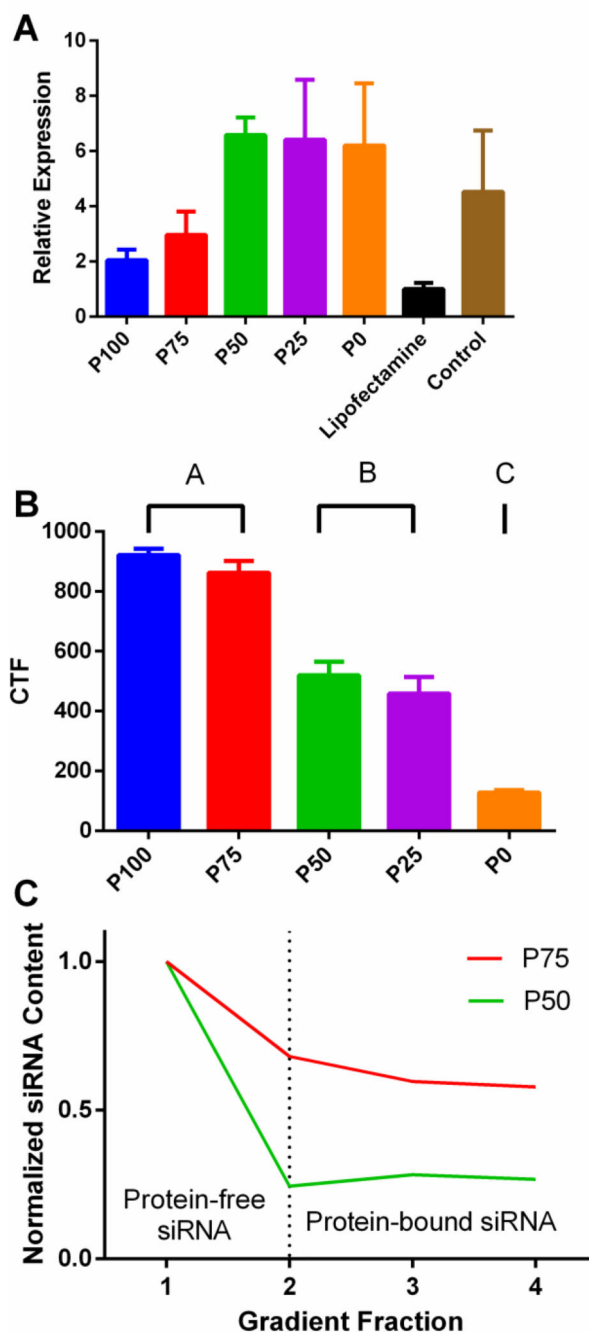 A
Relative Expression
10
8
6
4
2
0
P100
P75
P50
P25
P0
Lipofectamine
Control
B
A
B
C
CTF
1000
800
600
400
200
0
P100
P75
P50
P25
P0
C
Normalized siRNA Content
1.0
0.5
0.0
P75
P50
Protein-free
siRNA
Protein-bound siRNA
1
2
3
4
Gradient Fraction